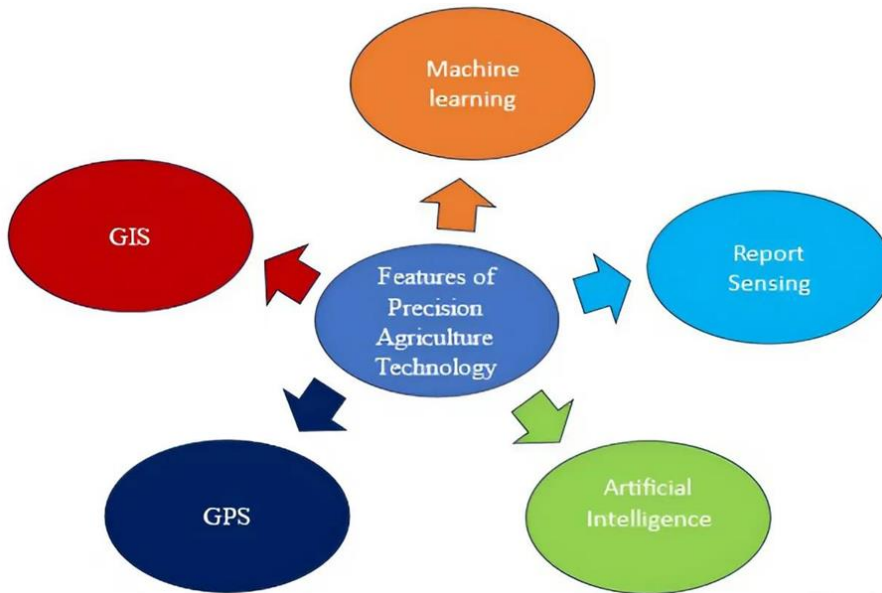 Machine
learning
GIS
Report
Sensing
Features of
Precision
Agriculture
Technology
GPS
Artificial
Intelligence